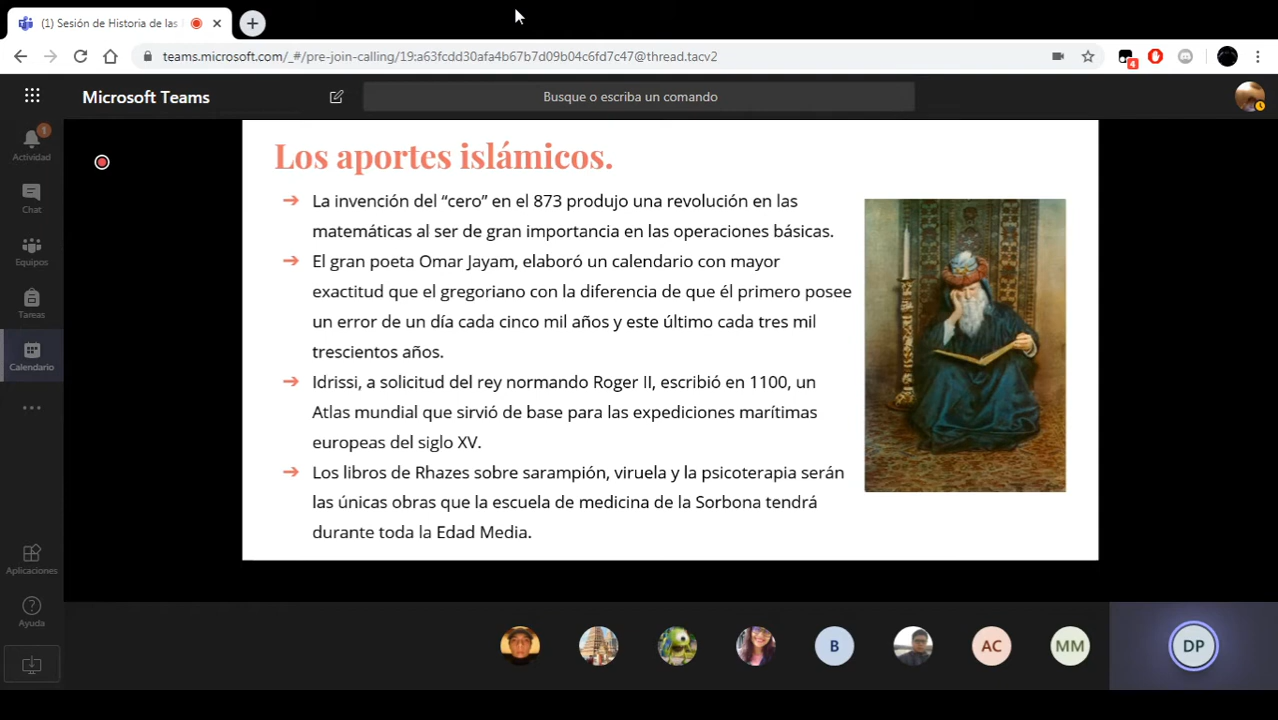 (1) Sesión de Historia de las
teams.microsoft.com/_#/pre-join-calling/19:a63fcdd30afa4b67b7d09b04c6fd7c47@thread.tacv2
4
Microsoft Teams
Busque o escriba un comando
1
Actividad
Chat
Equipos
Tareas
Calendario
Aplicaciones
Ayuda
Los aportes islámicos.
La invención del “cero” en el 873 produjo una revolución en las
matemáticas al ser de gran importancia en las operaciones básicas.
El gran poeta Omar Jayam, elaboró un calendario con mayor
exactitud que el gregoriano con la diferencia de que él primero posee
un error de un día cada cinco mil años y este último cada tres mil
trescientos años.
Idrissi, a solicitud del rey normando Roger II, escribió en 1100, un
Atlas mundial que sirvió de base para las expediciones marítimas
europeas del siglo XV.
Los libros de Rhazes sobre sarampión, viruela y la psicoterapia serán
las únicas obras que la escuela de medicina de la Sorbona tendrá
durante toda la Edad Media.
B
AC
MM
DP